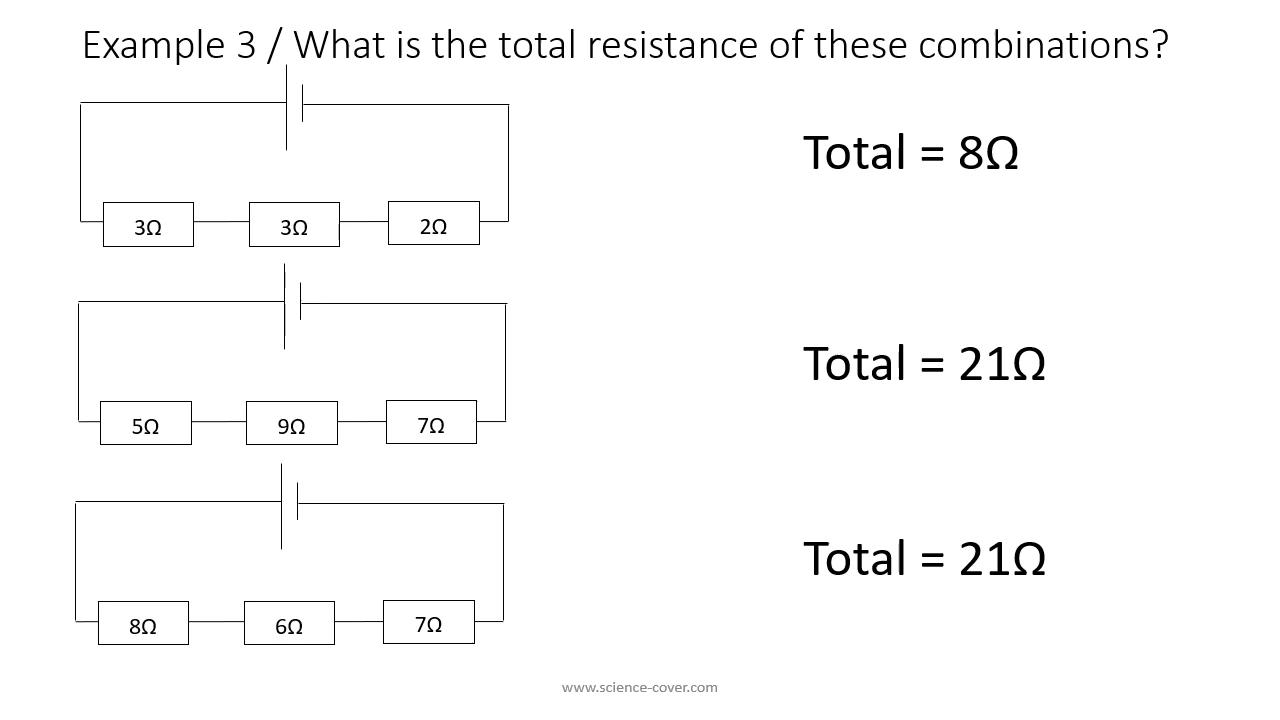 Example 3 / What is the total resistance of these combinations?
Total = 8Ω
3Ω 3Ω 2Ω
Total = 21Ω
5Ω 9Ω 7Ω
Total = 21Ω
8Ω 6Ω 7Ω
www.science-cover.com